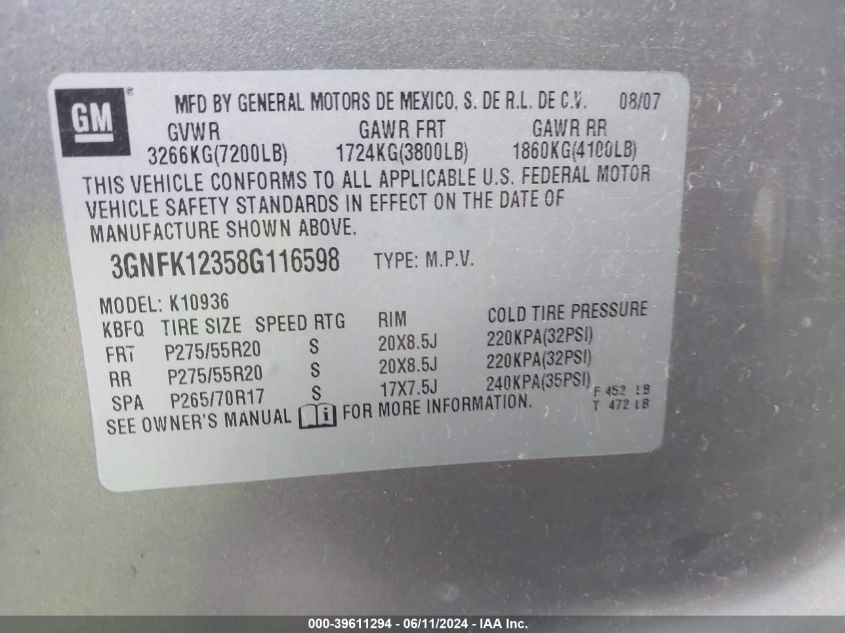 GM ®
MFD BY GENERAL MOTORS DE MEXICO, S. DE R.L. DE C.V. 08/07
GVWR GAWR FRT GAWR RR
3266KG(7200LB) 1724KG(3800LB) 1860KG(4100LB)
THIS VEHICLE CONFORMS TO ALL APPLICABLE U.S. FEDERAL MOTOR
VEHICLE SAFETY STANDARDS IN EFFECT ON THE DATE OF
MANUFACTURE SHOWN ABOVE.
3GNFK12358G116598 TYPE: M.P.V.
MODEL: K10936
KBFQ TIRE SIZE SPEED RTG RIM COLD TIRE PRESSURE
FRT P275/55R20 S 20X8.5J 220KPA(32PSI)
RR P275/55R20 S 20X8.5J 220KPA(32PSI)
SPA P265/70R17 S 17X7.5J 240KPA(35PSI) F 452 LB
SEE OWNER'S MANUAL FOR MORE INFORMATION. T 472 LB
000-39611294 - 06/11/2024 - IAA Inc.